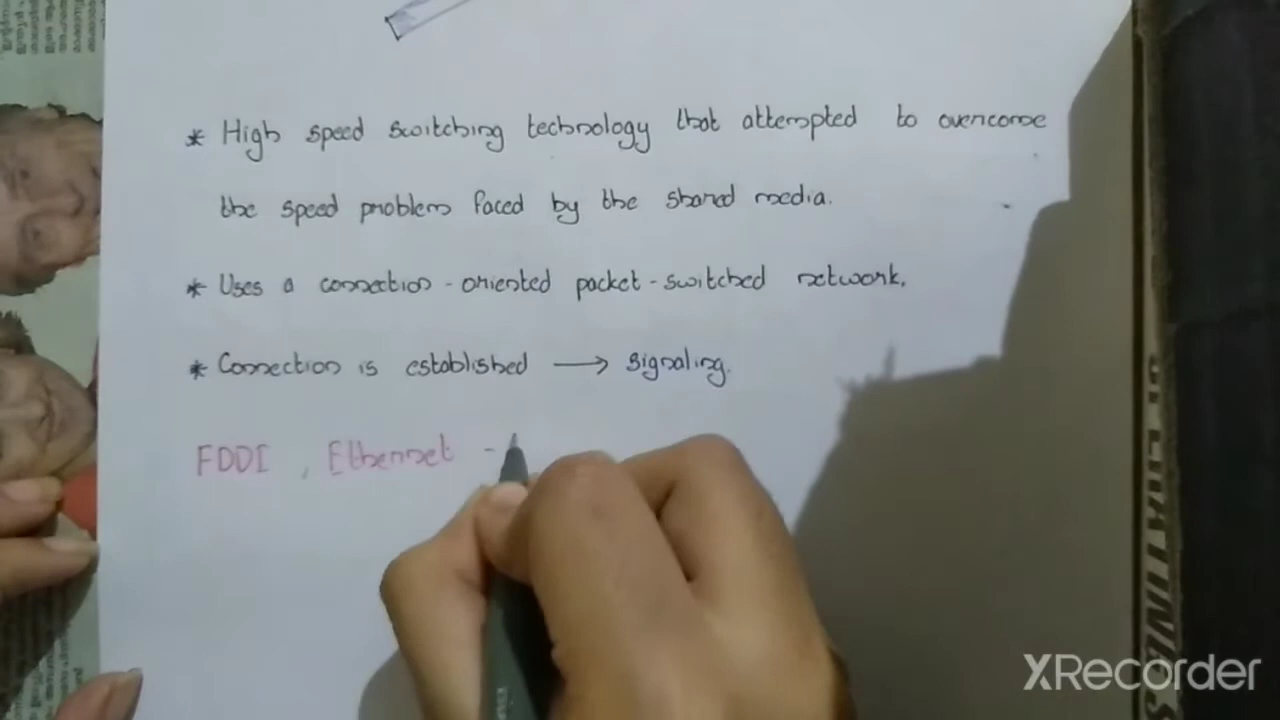 * High speed switching technology that attempted to overcome
the speed problem faced by the shared media.
* Uses a connection-oriented packet-switched network.
* Connection is established → signaling.
FDDI , Ethernet -
XRecorder